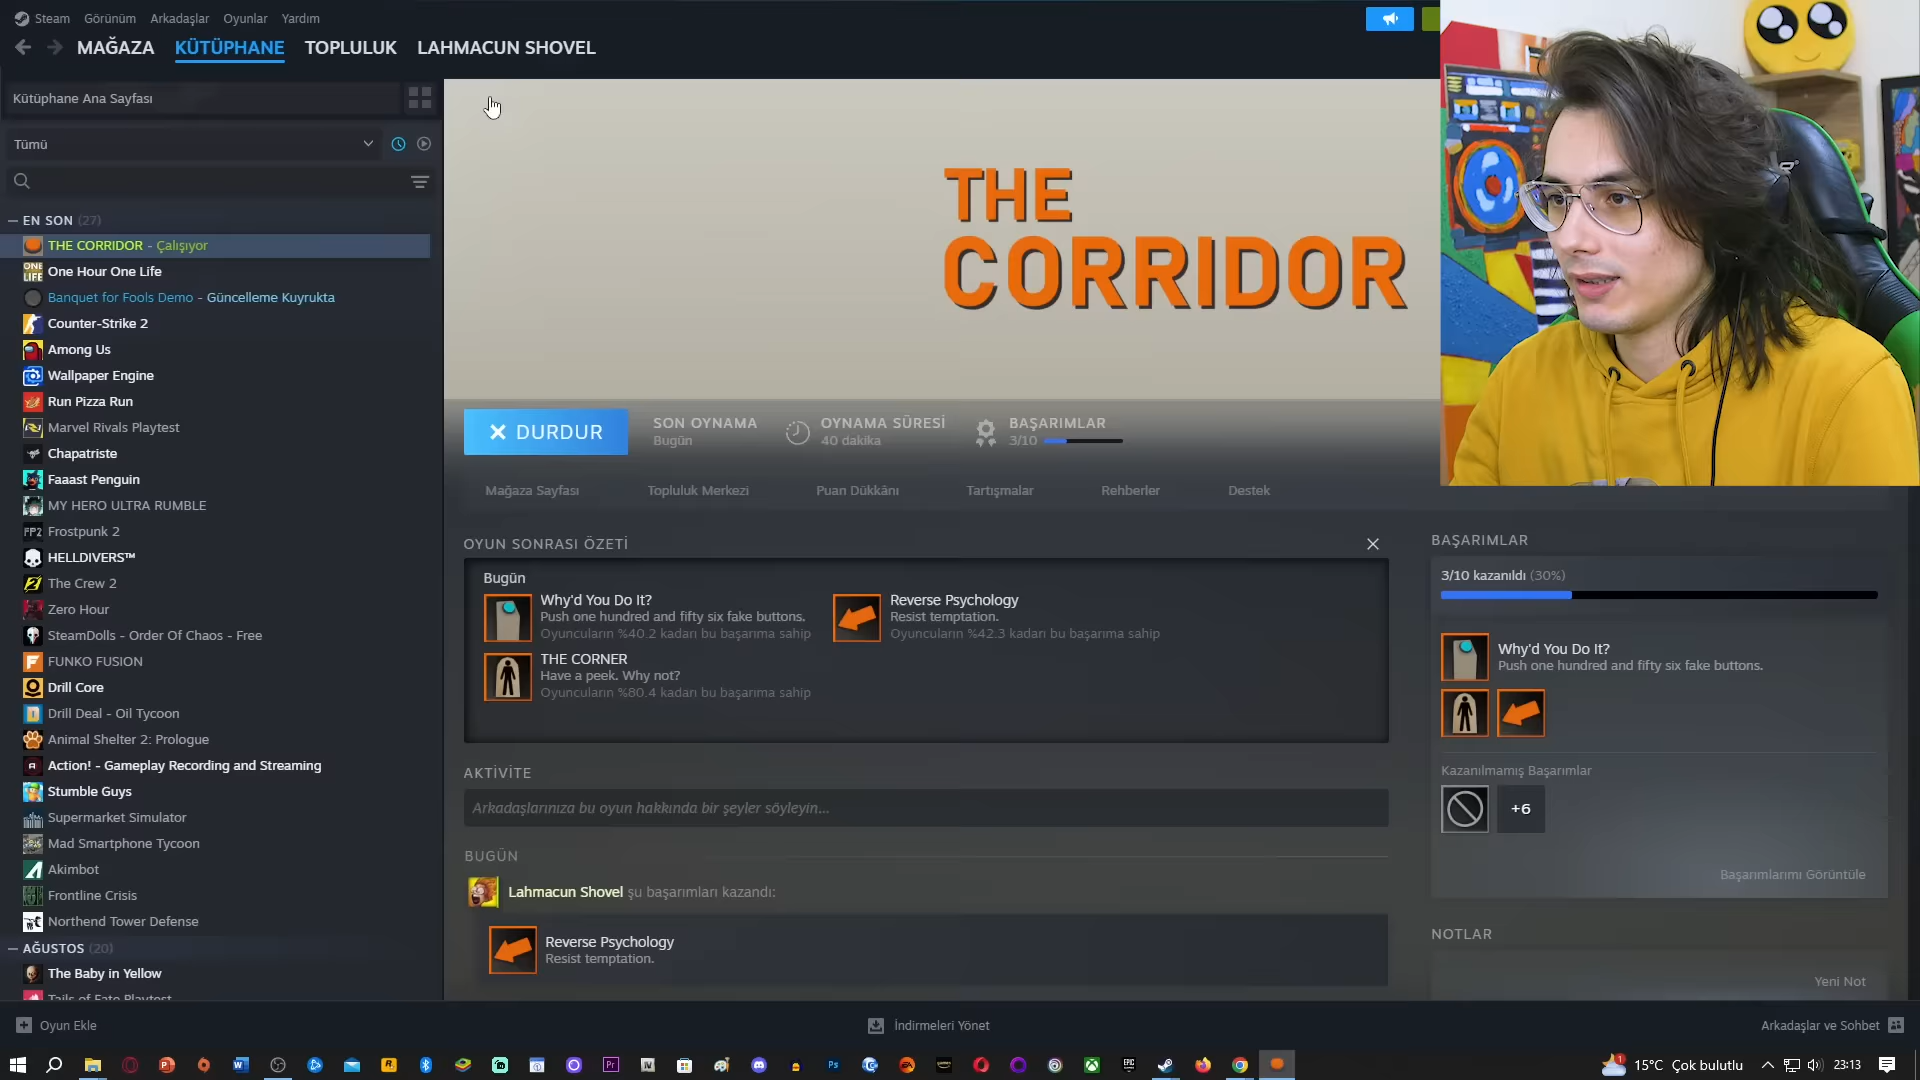 Steam Görünüm Arkadaşlar Oyunlar Yardım
MAĞAZA KÜTÜPHANE TOPLULUK LAHMACUN SHOVEL
Kütüphane Ana Sayfası
Tümü
EN SON (27)
THE CORRIDOR - Çalışıyor
One Hour One Life
Banquet for Fools Demo - Güncelleme Kuyrukta
Counter-Strike 2
Among Us
Wallpaper Engine
Run Pizza Run
Marvel Rivals Playtest
Chapatriste
Faaast Penguin
MY HERO ULTRA RUMBLE
Frostpunk 2
HELLDIVERS™
The Crew 2
Zero Hour
SteamDolls - Order Of Chaos - Free
FUNKO FUSION
Drill Core
Drill Deal - Oil Tycoon
Animal Shelter 2: Prologue
Action! - Gameplay Recording and Streaming
Stumble Guys
Supermarket Simulator
Mad Smartphone Tycoon
Akimbot
Frontline Crisis
Northend Tower Defense
AĞUSTOS (20)
The Baby in Yellow
Tails of Fate Playtest
Oyun Ekle
THE
CORRIDOR
DURDUR
SON OYNAMA
Bugün
OYNAMA SÜRESİ
40 dakika
BAŞARIMLAR
3/10
Mağaza Sayfası Topluluk Merkezi Puan Dükkânı Tartışmalar Rehberler Destek
OYUN SONRASI ÖZETİ
Bugün
Why'd You Do It?
Push one hundred and fifty six fake buttons.
Oyuncuların %40.2 kadarı bu başarıma sahip
Reverse Psychology
Resist temptation.
Oyuncuların %42.3 kadarı bu başarıma sahip
THE CORNER
Have a peek. Why not?
Oyuncuların %80.4 kadarı bu başarıma sahip
AKTİVİTE
Arkadaşlarınıza bu oyun hakkında bir şeyler söyleyin...
BUGÜN
Lahmacun Shovel şu başarımları kazandı:
Reverse Psychology
Resist temptation.
BAŞARIMLAR
3/10 kazanıldı (30%)
Why'd You Do It?
Push one hundred and fifty six fake buttons.
Kazanılmamış Başarımlar
+6
Başarımlarımı Görüntüle
NOTLAR
Yeni Not
İndirmeleri Yönet
Arkadaşlar ve Sohbet
15°C Çok bulutlu
23:13